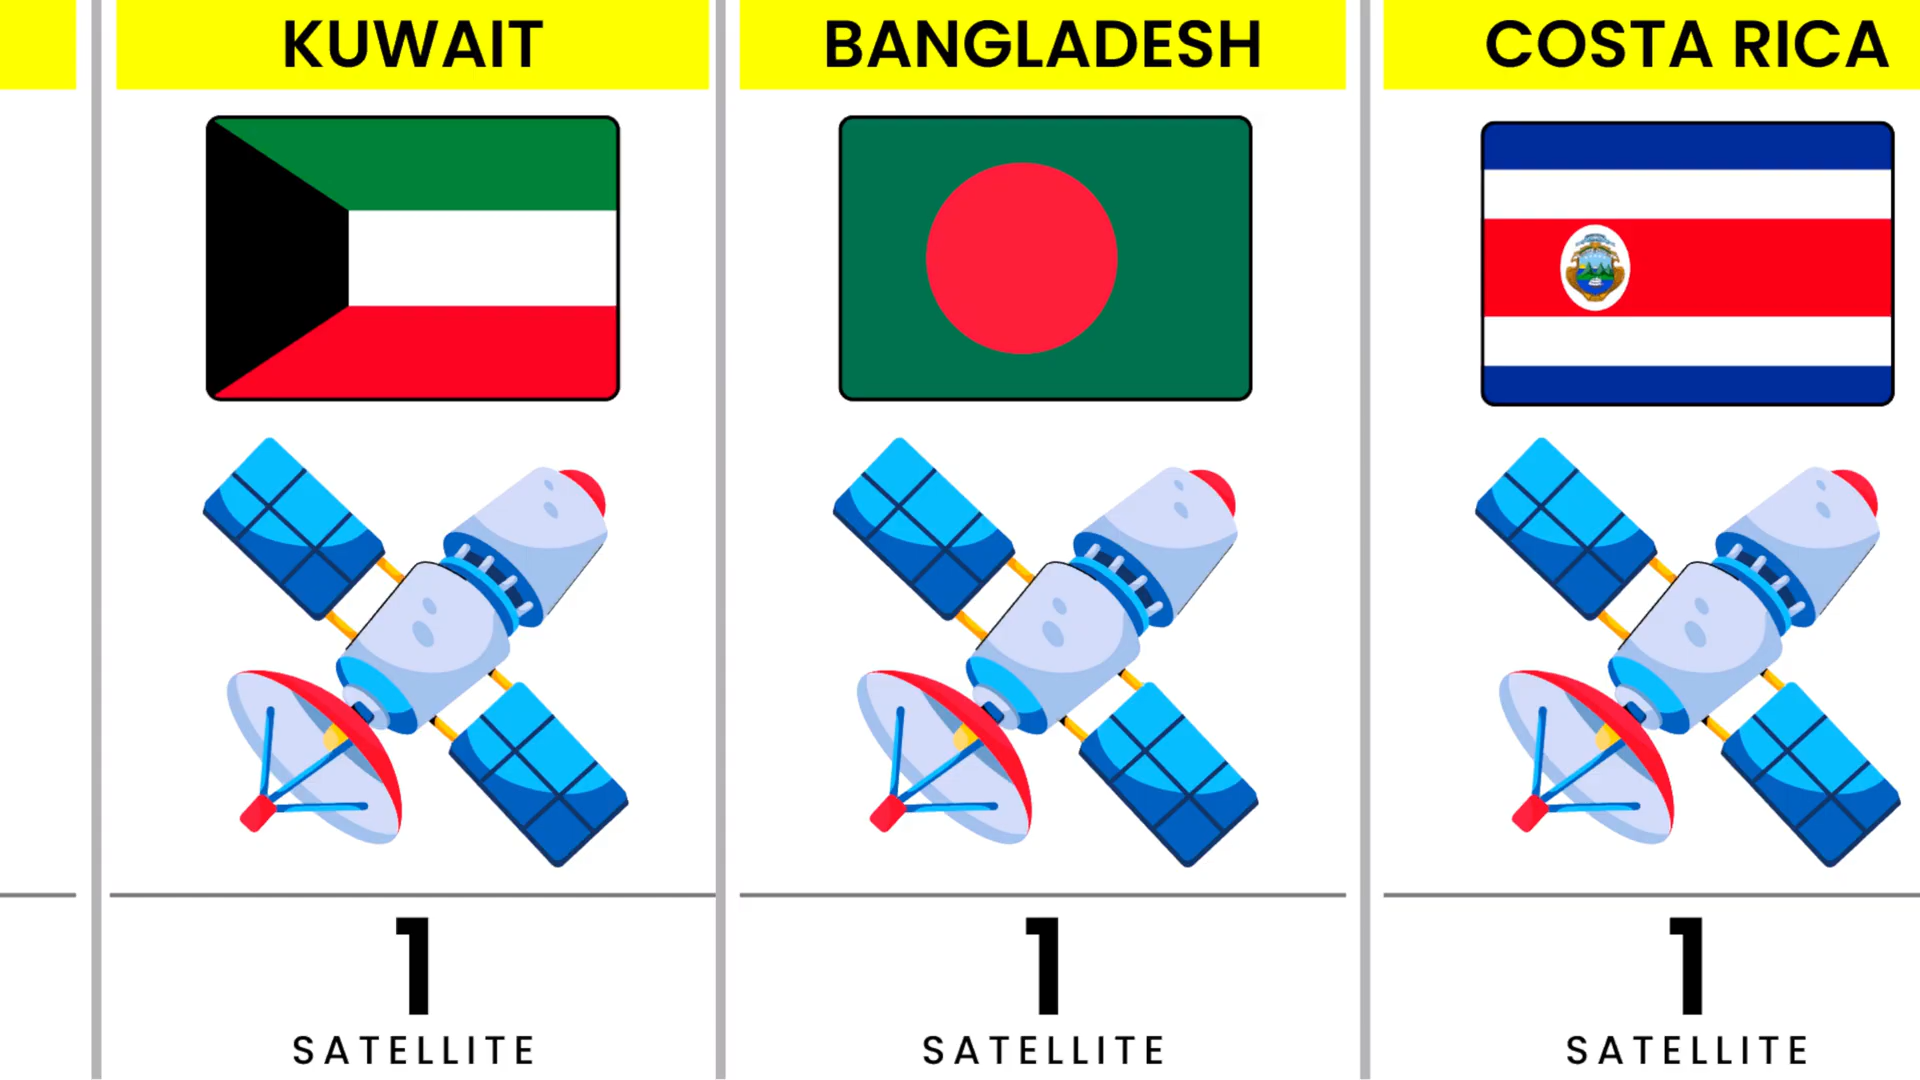 KUWAIT
BANGLADESH
COSTA RICA
1
SATELLITE
1
SATELLITE
1
SATELLITE